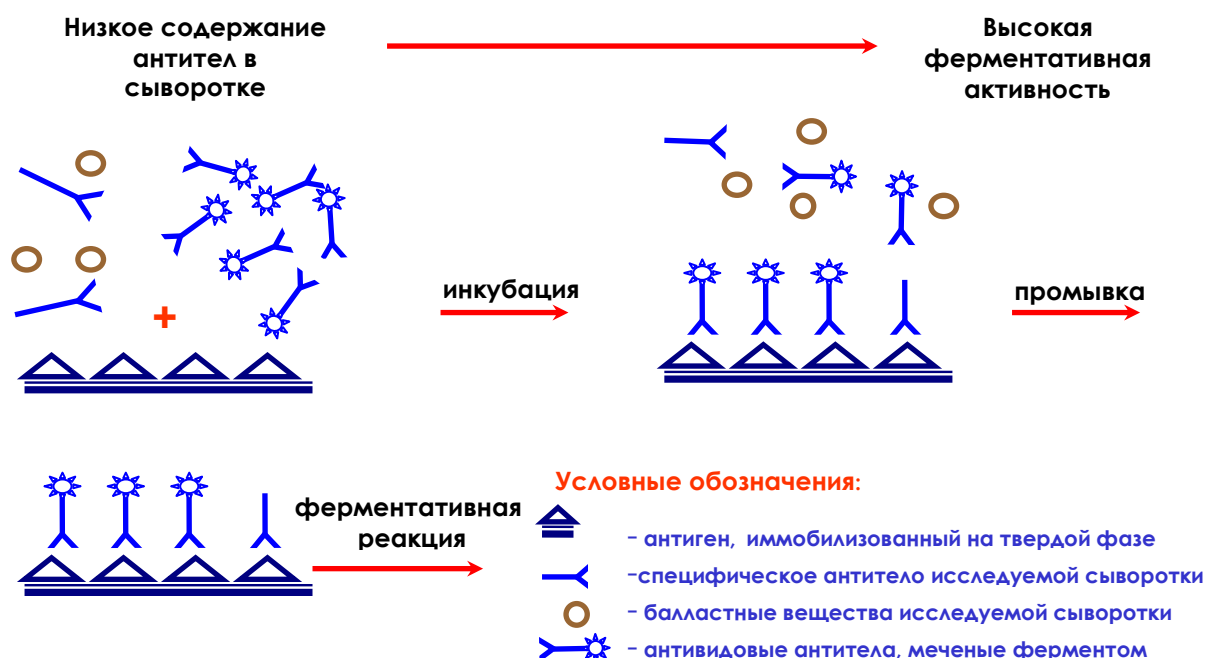 Низкое содержание
антител в
сыворотке
Высокая
ферментативная
активность
+
инкубация
промывка
ферментативная
реакция
Условные обозначения:
- антиген, иммобилизованный на твердой фазе
-специфическое антитело исследуемой сыворотки
- балластные вещества исследуемой сыворотки
- антивидовые антитела, меченые ферментом